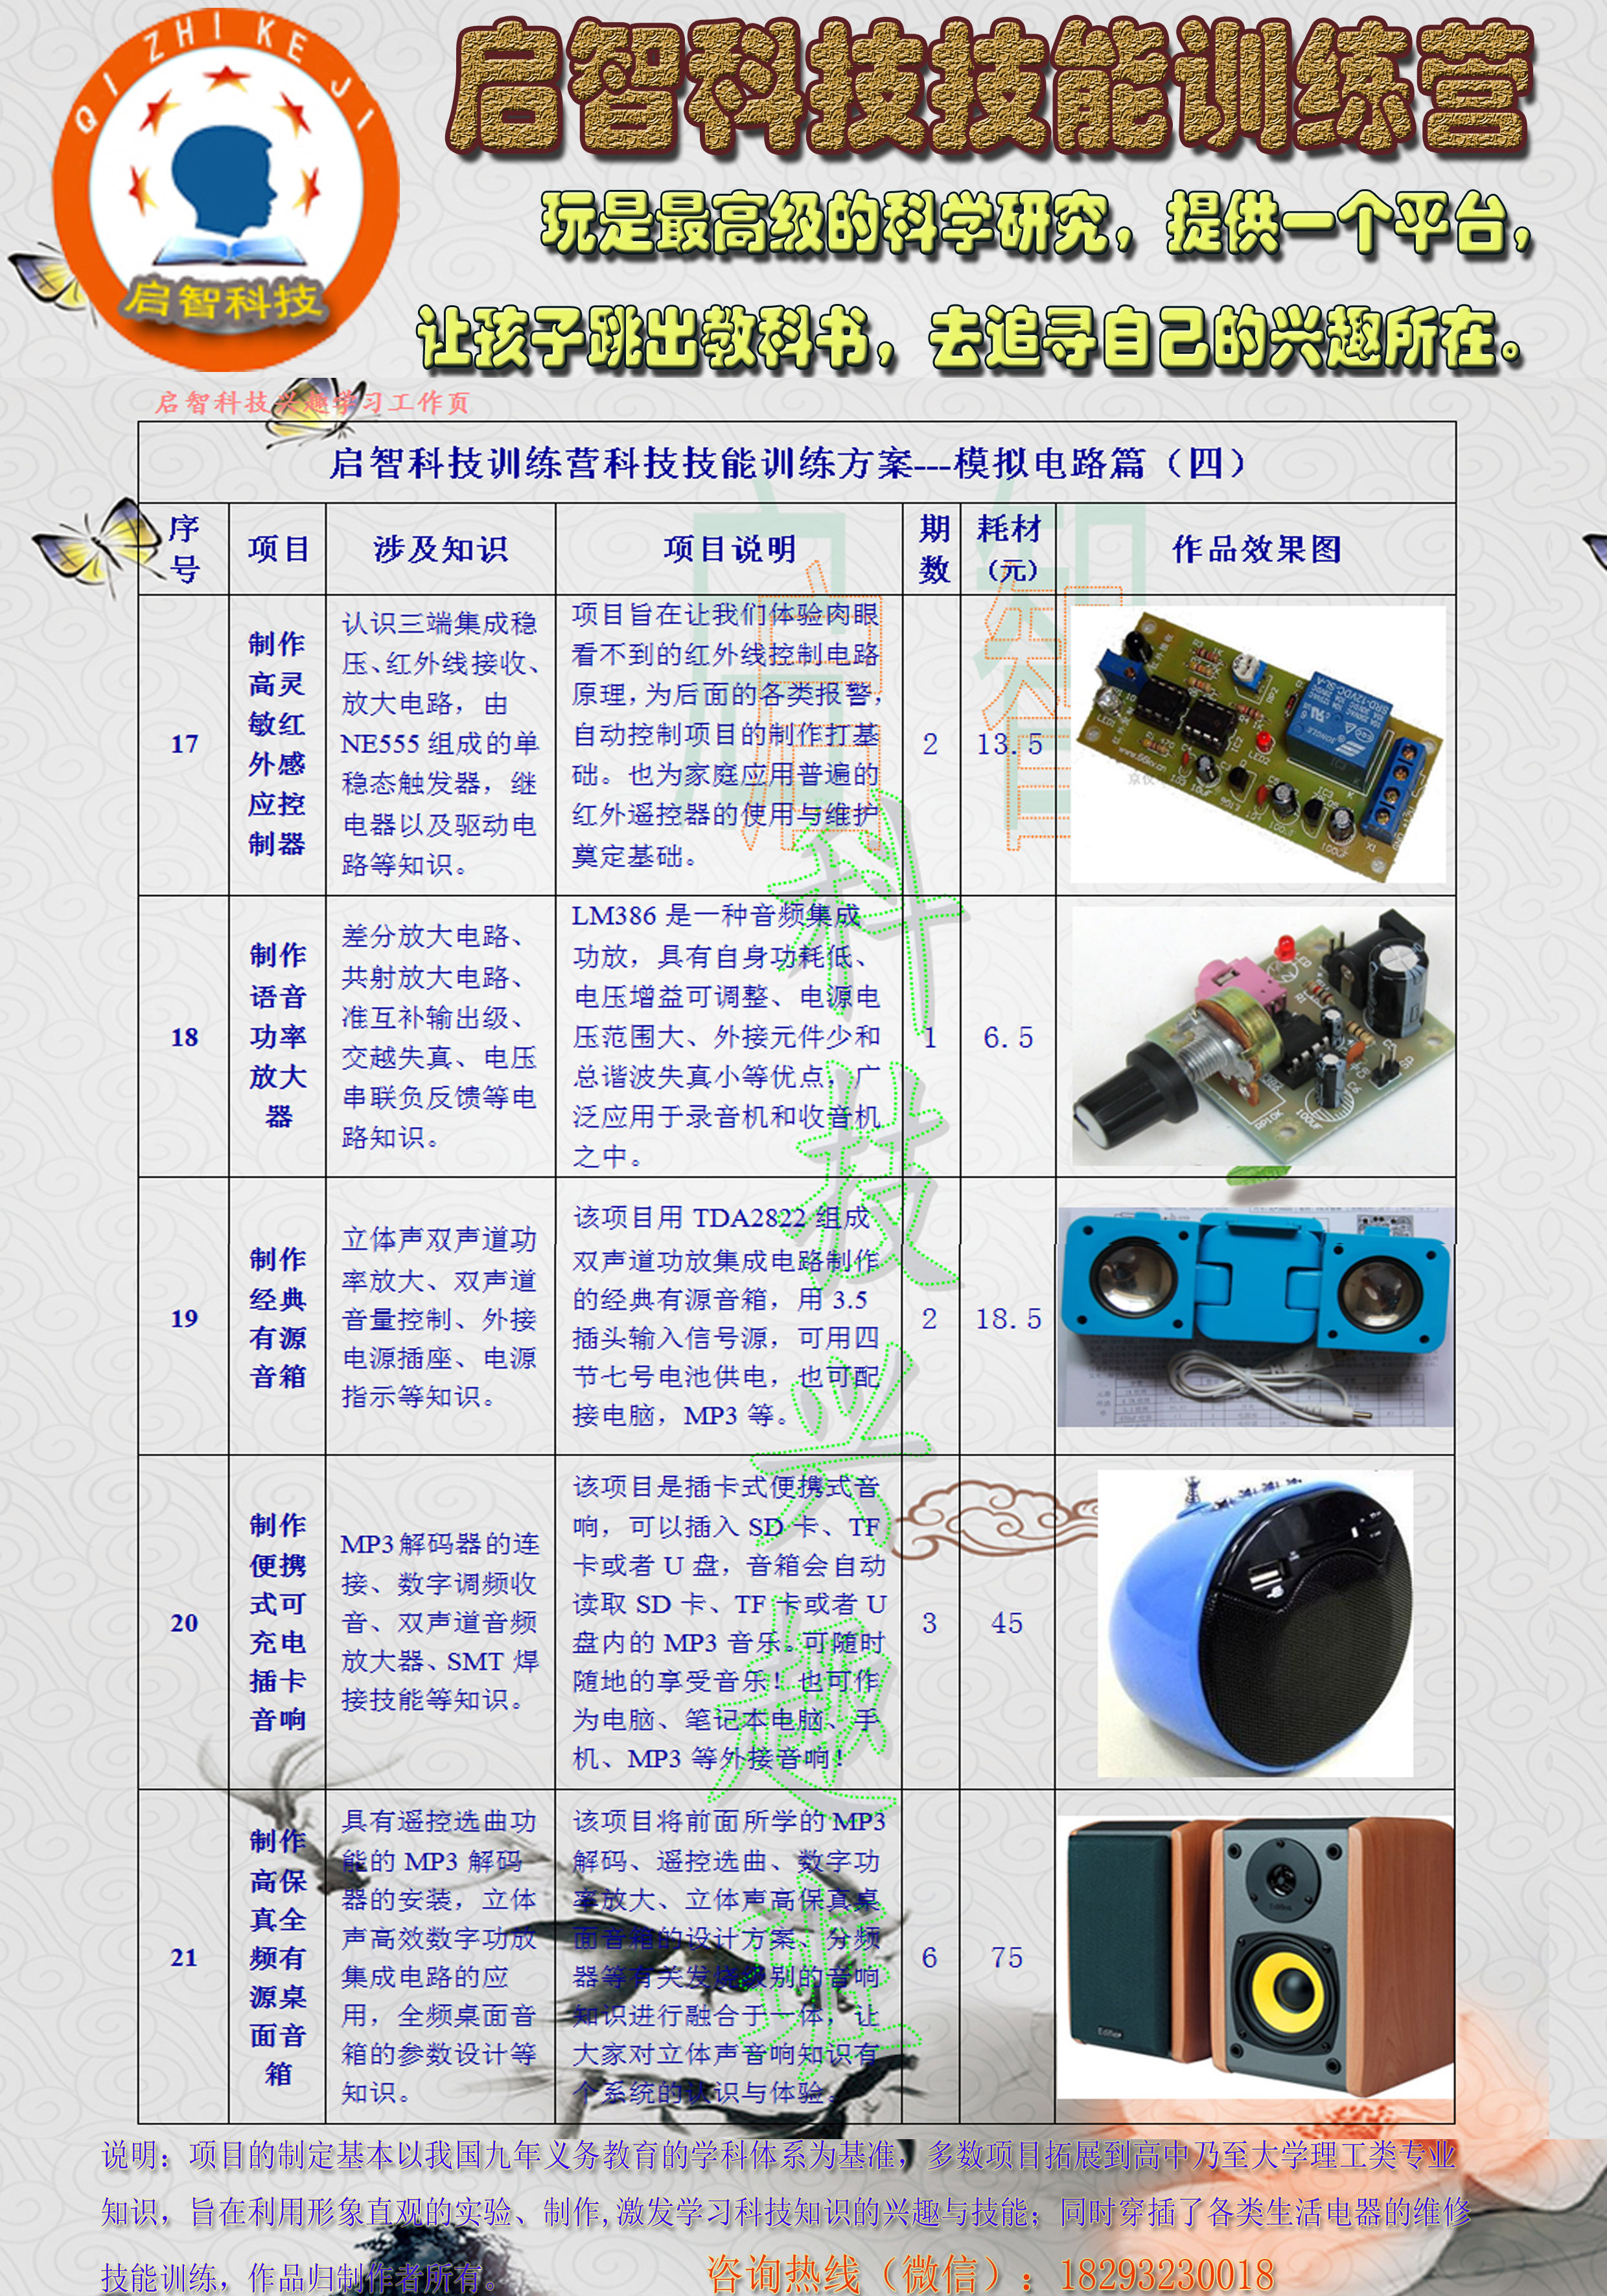 QI ZHI KE JI
启智科技
启智科技技能训练营
玩是最高级的科学研究，提供一个平台，
让孩子跳出教科书，去追寻自己的兴趣所在。
启智科技兴趣学习工作页
启智科技训练营科技技能训练方案---模拟电路篇（四）
序
号
项目
涉及知识
项目说明
期
数
耗材
（元）
作品效果图
17
制作
高灵
敏红
外感
应控
制器
认识三端集成稳
压、红外线接收、
放大电路，由
NE555 组成的单
稳态触发器，继
电器以及驱动电
路等知识。
项目旨在让我们体验肉眼
看不到的红外线控制电路
原理，为后面的各类报警，
自动控制项目的制作打基
础。也为家庭应用普遍的
红外遥控器的使用与维护
奠定基础。
2
13.5
18
制作
语音
功率
放大
器
差分放大电路、
共射放大电路、
准互补输出级、
交越失真、电压
串联负反馈等电
路知识。
LM386 是一种音频集成
功放，具有自身功耗低、
电压增益可调整、电源电
压范围大、外接元件少和
总谐波失真小等优点，广
泛应用于录音机和收音机
之中。
1
6.5
19
制作
经典
有源
音箱
立体声双声道功
率放大、双声道
音量控制、外接
电源插座、电源
指示等知识。
该项目用 TDA2822 组成
双声道功放集成电路制作
的经典有源音箱，用 3.5
插头输入信号源，可用四
节七号电池供电，也可配
接电脑，MP3 等。
2
18.5
20
制作
便携
式可
充电
插卡
音响
MP3 解码器的连
接、数字调频收
音、双声道音频
放大器、SMT 焊
接技能等知识。
该项目是插卡式便携式音
响，可以插入 SD 卡、TF
卡或者 U 盘，音箱会自动
读取 SD 卡、TF 卡或者 U
盘内的 MP3 音乐。可随时
随地的享受音乐！也可作
为电脑、笔记本电脑、手
机、MP3 等外接音响！
3
45
21
制作
高保
真全
频有
源桌
面音
箱
具有遥控选曲功
能的 MP3 解码
器的安装，立体
声高效数字功放
集成电路的应
用，全频桌面音
箱的参数设计等
知识。
该项目将前面所学的 MP3
解码、遥控选曲、数字功
率放大、立体声高保真桌
面音箱的设计方案、分频
器等有关发烧级别的音响
知识进行融合于一体，让
大家对立体声音响知识有
个系统的认识与体验。
6
75
启智科技兴趣班
说明：项目的制定基本以我国九年义务教育的学科体系为基准，多数项目拓展到高中乃至大学理工类专业
知识，旨在利用形象直观的实验、制作,激发学习科技知识的兴趣与技能；同时穿插了各类生活电器的维修
技能训练，作品归制作者所有。
咨询热线（微信）：18293230018